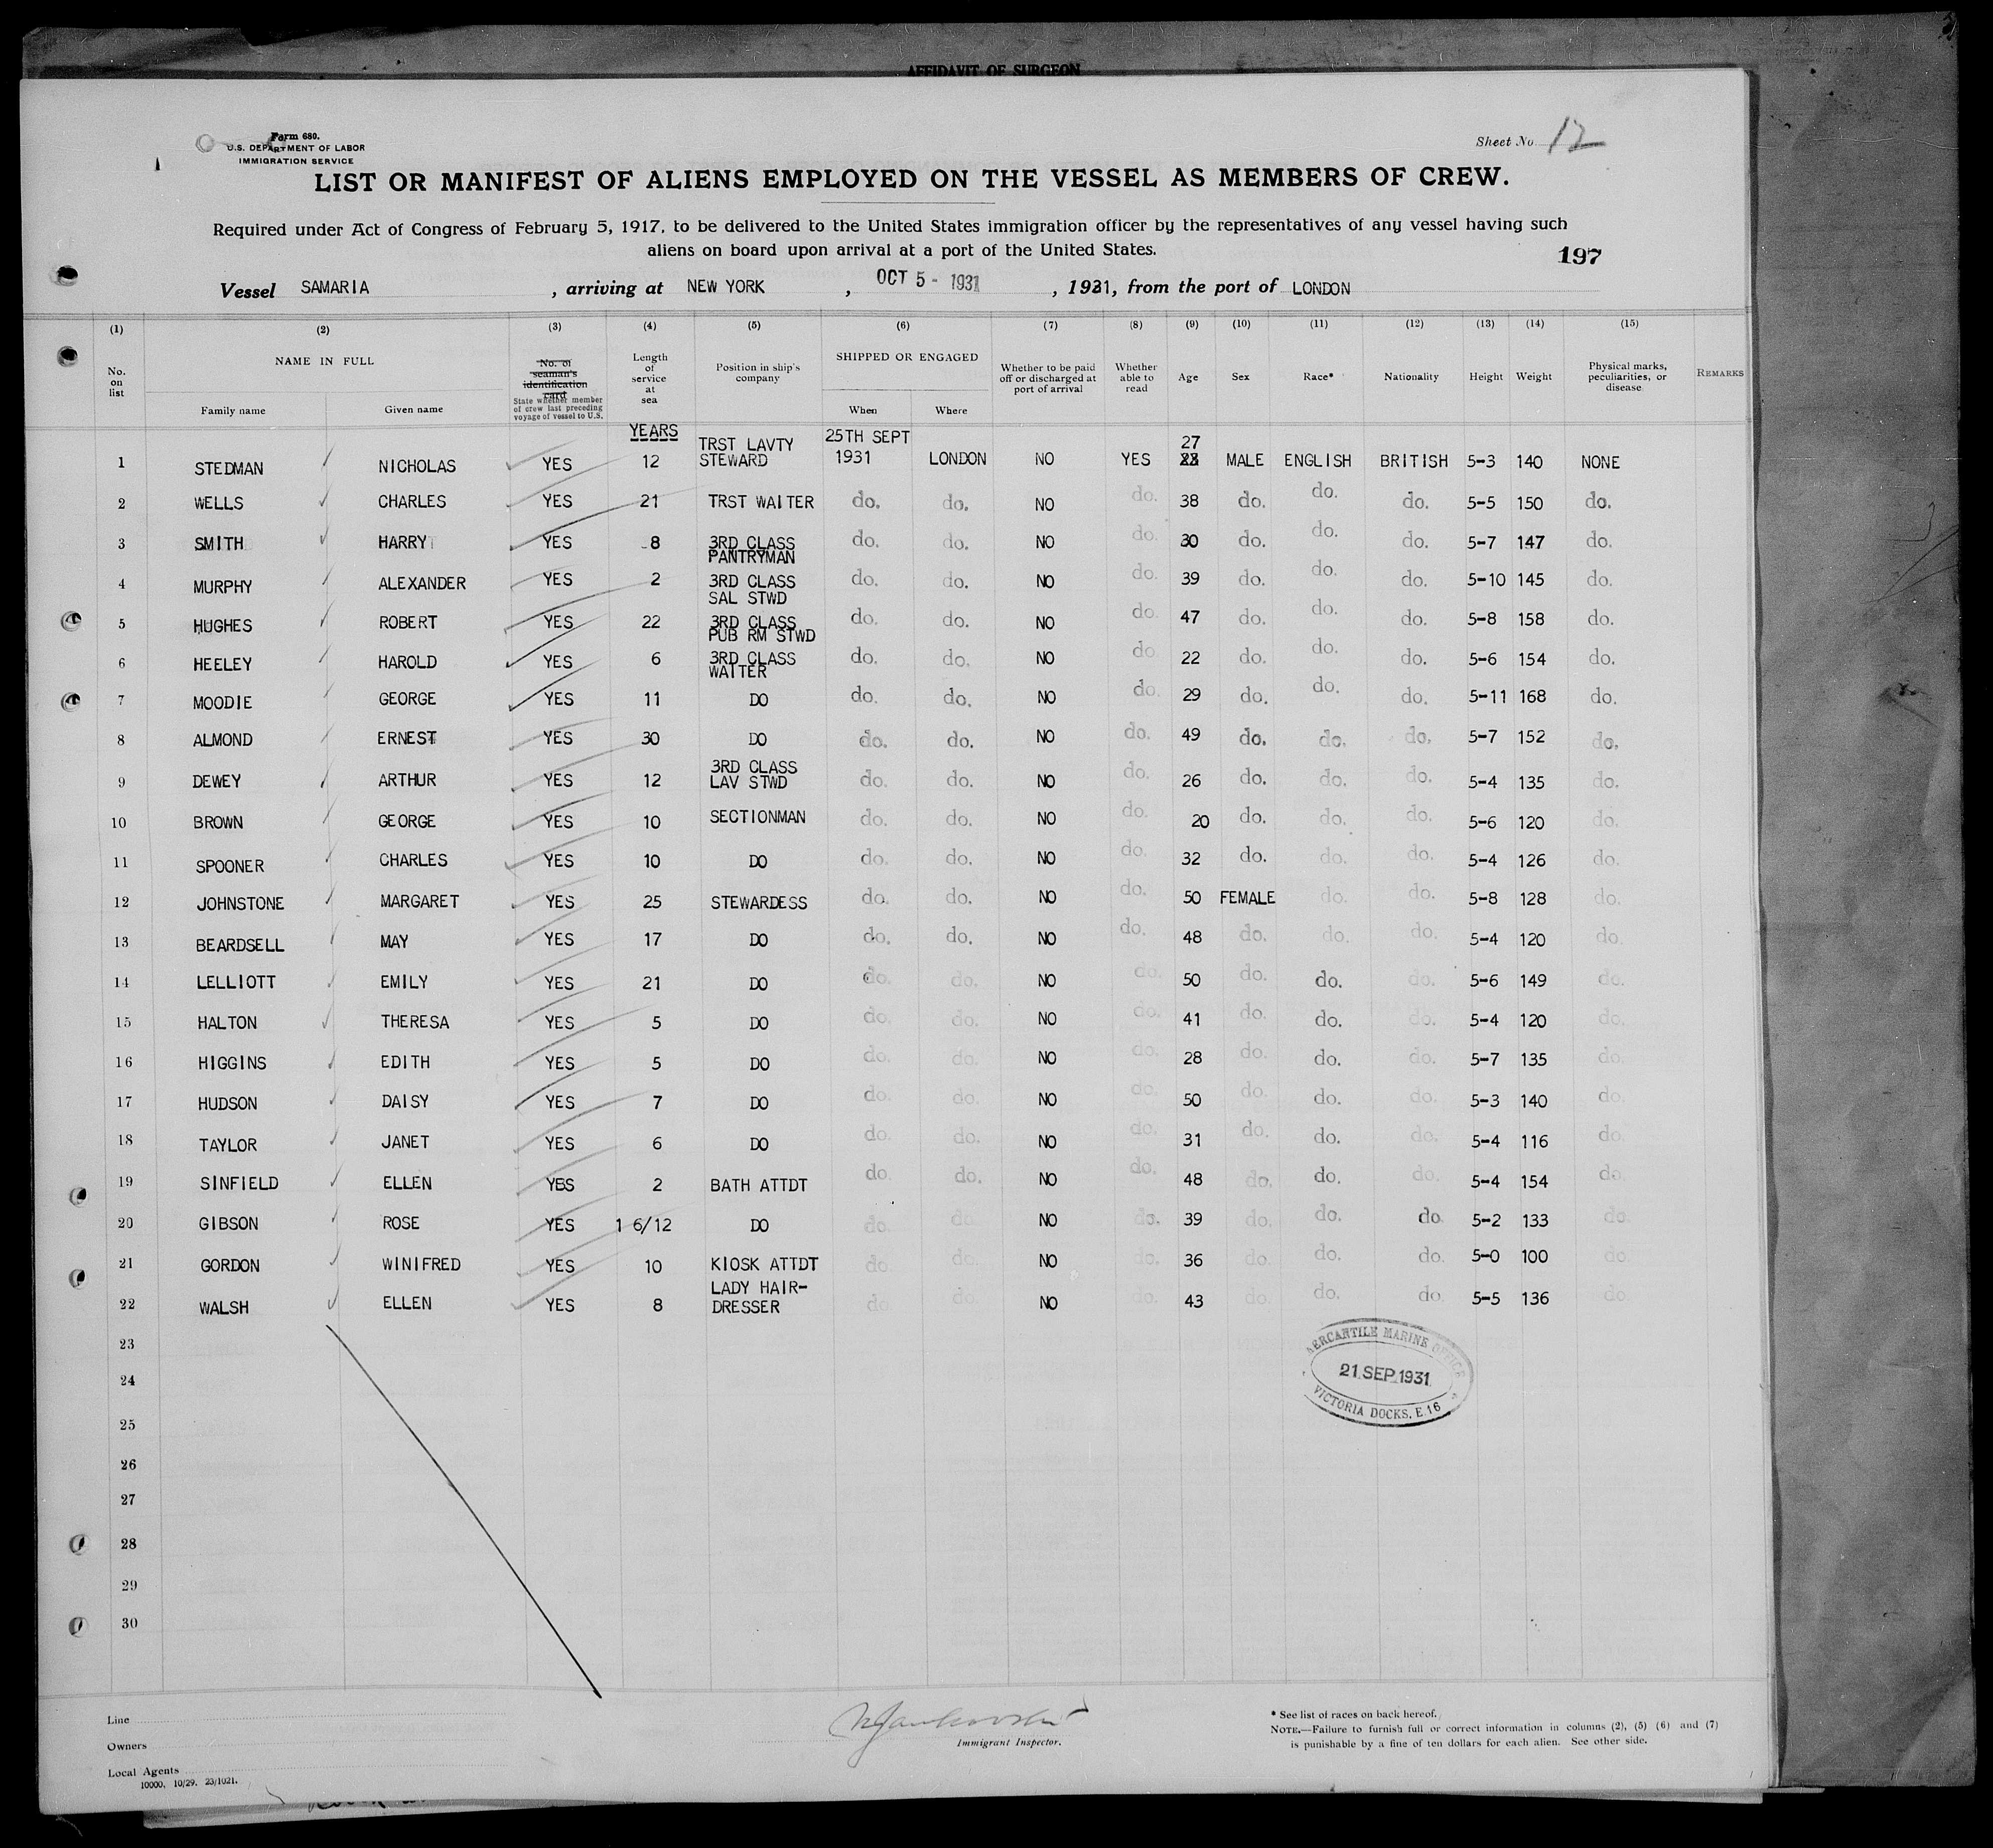 AFFIDAVIT OF SURGEON
Form 680.
U.S. DEPARTMENT OF LABOR
IMMIGRATION SERVICE
Sheet No. 12
LIST OR MANIFEST OF ALIENS EMPLOYED ON THE VESSEL AS MEMBERS OF CREW.
Required under Act of Congress of February 5, 1917, to be delivered to the United States immigration officer by the representatives of any vessel having such
aliens on board upon arrival at a port of the United States.
197
Vessel SAMARIA , arriving at NEW YORK , OCT 5 - 1931 , 1931, from the port of LONDON
(1) (2) (3) (4) (5) (6) (7) (8) (9) (10) (11) (12) (13) (14) (15)
No. on list
NAME IN FULL
Family name Given name
No. of seaman's identification card
State whether member of crew last preceding voyage of vessel to U.S.
Length of service at sea
Position in ship's company
SHIPPED OR ENGAGED
When Where
Whether to be paid off or discharged at port of arrival
Whether able to read
Age Sex Race* Nationality Height Weight
Physical marks, peculiarities, or disease
REMARKS
YEARS
1 STEDMAN NICHOLAS YES 12 TRST LAVTY STEWARD 25TH SEPT 1931 LONDON NO YES 27 MALE ENGLISH BRITISH 5-3 140 NONE
2 WELLS CHARLES YES 21 TRST WAITER do. do. NO do. 38 do. do. do. 5-5 150 do.
3 SMITH HARRY YES 8 3RD CLASS PANTRYMAN do. do. NO do. 30 do. do. do. 5-7 147 do.
4 MURPHY ALEXANDER YES 2 3RD CLASS SAL STWD do. do. NO do. 39 do. do. do. 5-10 145 do.
5 HUGHES ROBERT YES 22 3RD CLASS PUB RM STWD do. do. NO do. 47 do. do. do. 5-8 158 do.
6 HEELEY HAROLD YES 6 3RD CLASS WAITER do. do. NO do. 22 do. do. do. 5-6 154 do.
7 MOODIE GEORGE YES 11 DO do. do. NO do. 29 do. do. do. 5-11 168 do.
8 ALMOND ERNEST YES 30 DO do. do. NO do. 49 do. do. do. 5-7 152 do.
9 DEWEY ARTHUR YES 12 3RD CLASS LAV STWD do. do. NO do. 26 do. do. do. 5-4 135 do.
10 BROWN GEORGE YES 10 SECTIONMAN do. do. NO do. 20 do. do. do. 5-6 120 do.
11 SPOONER CHARLES YES 10 DO do. do. NO do. 32 do. do. do. 5-4 126 do.
12 JOHNSTONE MARGARET YES 25 STEWARDESS do. do. NO do. 50 FEMALE do. do. 5-8 128 do.
13 BEARDSELL MAY YES 17 DO do. do. NO do. 48 do. do. do. 5-4 120 do.
14 LELLIOTT EMILY YES 21 DO do. do. NO do. 50 do. do. do. 5-6 149 do.
15 HALTON THERESA YES 5 DO do. do. NO do. 41 do. do. do. 5-4 120 do.
16 HIGGINS EDITH YES 5 DO do. do. NO do. 28 do. do. do. 5-7 135 do.
17 HUDSON DAISY YES 7 DO do. do. NO do. 50 do. do. do. 5-3 140 do.
18 TAYLOR JANET YES 6 DO do. do. NO do. 31 do. do. do. 5-4 116 do.
19 SINFIELD ELLEN YES 2 BATH ATTDT do. do. NO do. 48 do. do. do. 5-4 154 do.
20 GIBSON ROSE YES 1 6/12 DO do. do. NO do. 39 do. do. do. 5-2 133 do.
21 GORDON WINIFRED YES 10 KIOSK ATTDT do. do. NO do. 36 do. do. do. 5-0 100 do.
22 WALSH ELLEN YES 8 LADY HAIR-DRESSER do. do. NO do. 43 do. do. do. 5-5 136 do.
23
24
25
26
27
28
29
30
MERCANTILE MARINE OFFICE
21 SEP 1931
VICTORIA DOCKS, E.16
Line
Owners
Local Agents
10000, 10/29. 23/1021.
Immigrant Inspector.
* See list of races on back hereof.
NOTE.—Failure to furnish full or correct information in columns (2), (5) (6) and (7)
is punishable by a fine of ten dollars for each alien. See other side.